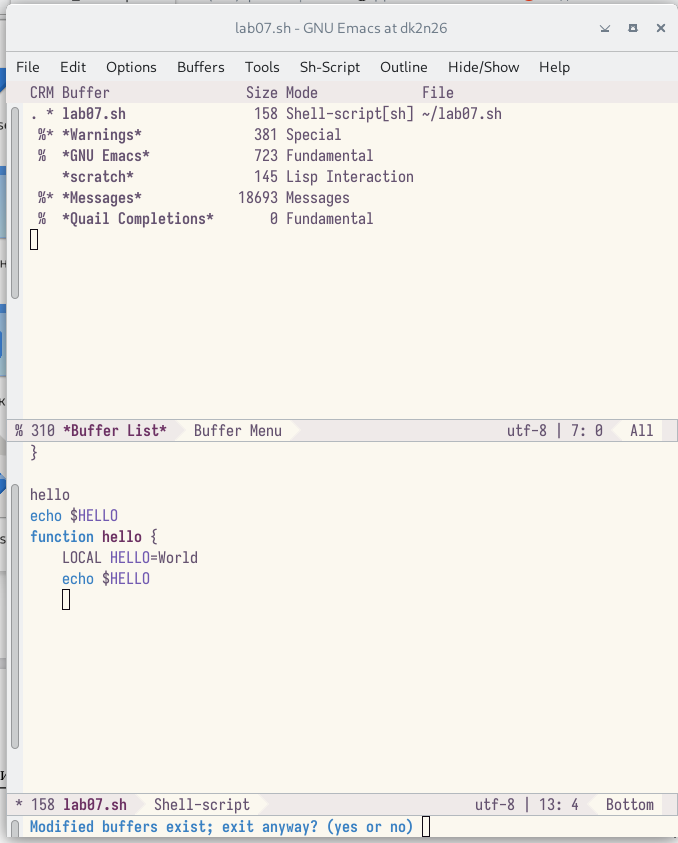 lab07.sh - GNU Emacs at dk2n26
File Edit Options Buffers Tools Sh-Script Outline Hide/Show Help
CRM Buffer Size Mode File
. * lab07.sh 158 Shell-script[sh] ~/lab07.sh
%* *Warnings* 381 Special
% *GNU Emacs* 723 Fundamental
*scratch* 145 Lisp Interaction
%* *Messages* 18693 Messages
% *Quail Completions* 0 Fundamental
% 310 *Buffer List* Buffer Menu utf-8 | 7: 0 All
}
hello
echo $HELLO
function hello {
LOCAL HELLO=World
echo $HELLO
* 158 lab07.sh Shell-script utf-8 | 13: 4 Bottom
Modified buffers exist; exit anyway? (yes or no)